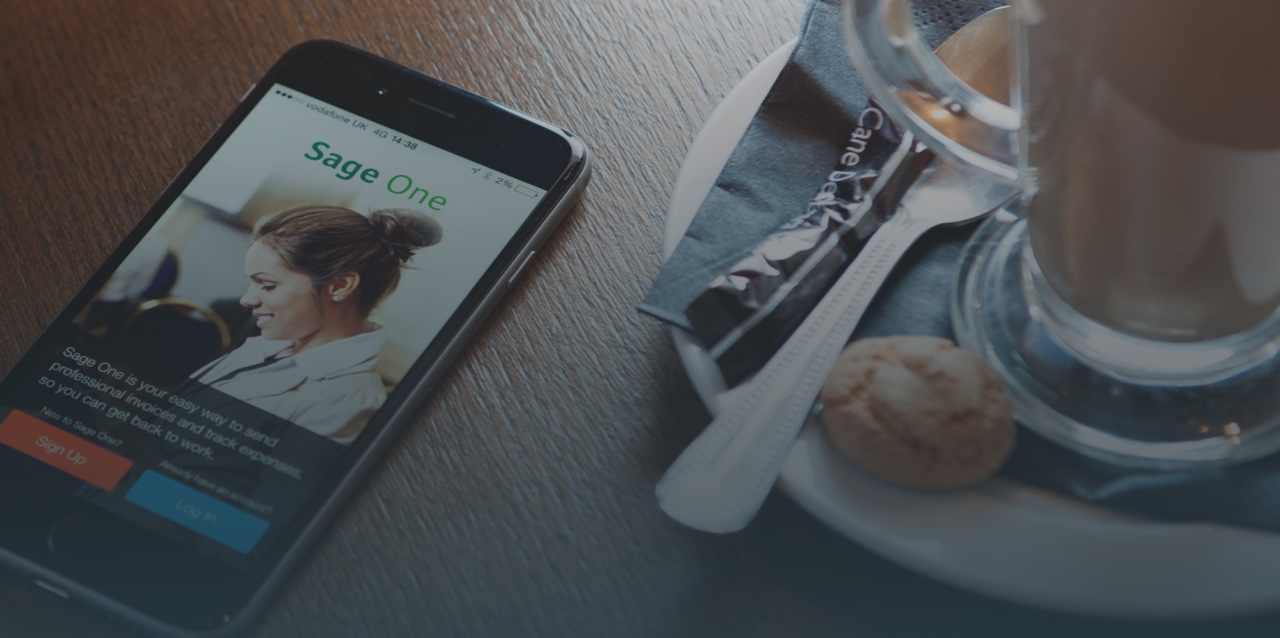 vodafone UK 4G 14:38
2%
Sage One
Sage One is your easy way to send
professional invoices and track expenses,
so you can get back to work.
New to Sage One?
Sign Up
Already have an account?
Log In
Cane